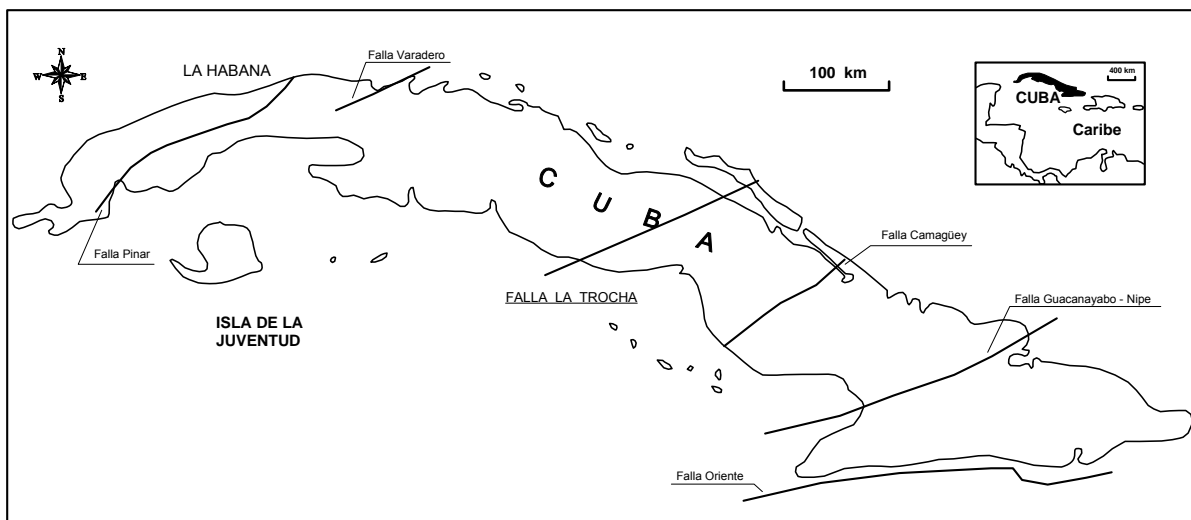 N
W E
S
LA HABANA
Falla Varadero
100 km
400 km
CUBA
Caribe
C U B A
Falla Pinar
Falla Camagüey
FALLA LA TROCHA
Falla Guacanayabo - Nipe
ISLA DE LA
JUVENTUD
Falla Oriente